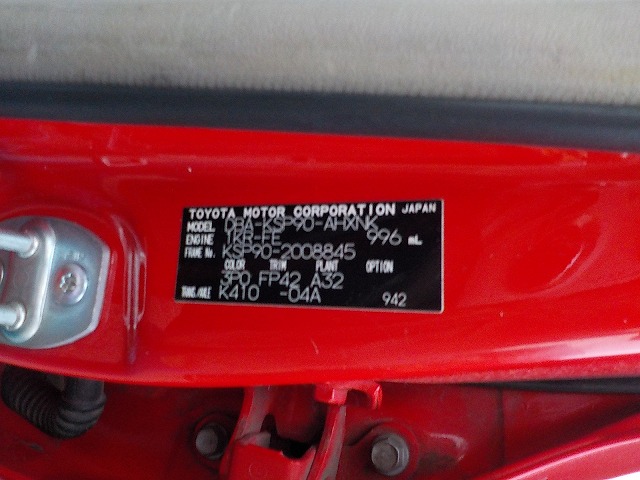 TOYOTA MOTOR CORPORATION JAPAN
MODEL DBA-KSP90-AHXNK
ENGINE 1KR-FE 996 mL
FRAME No. KSP90-2008845
COLOR TRIM PLANT OPTION
3P0 FP42 A32
TRANS/AXLE K410 -04A 942